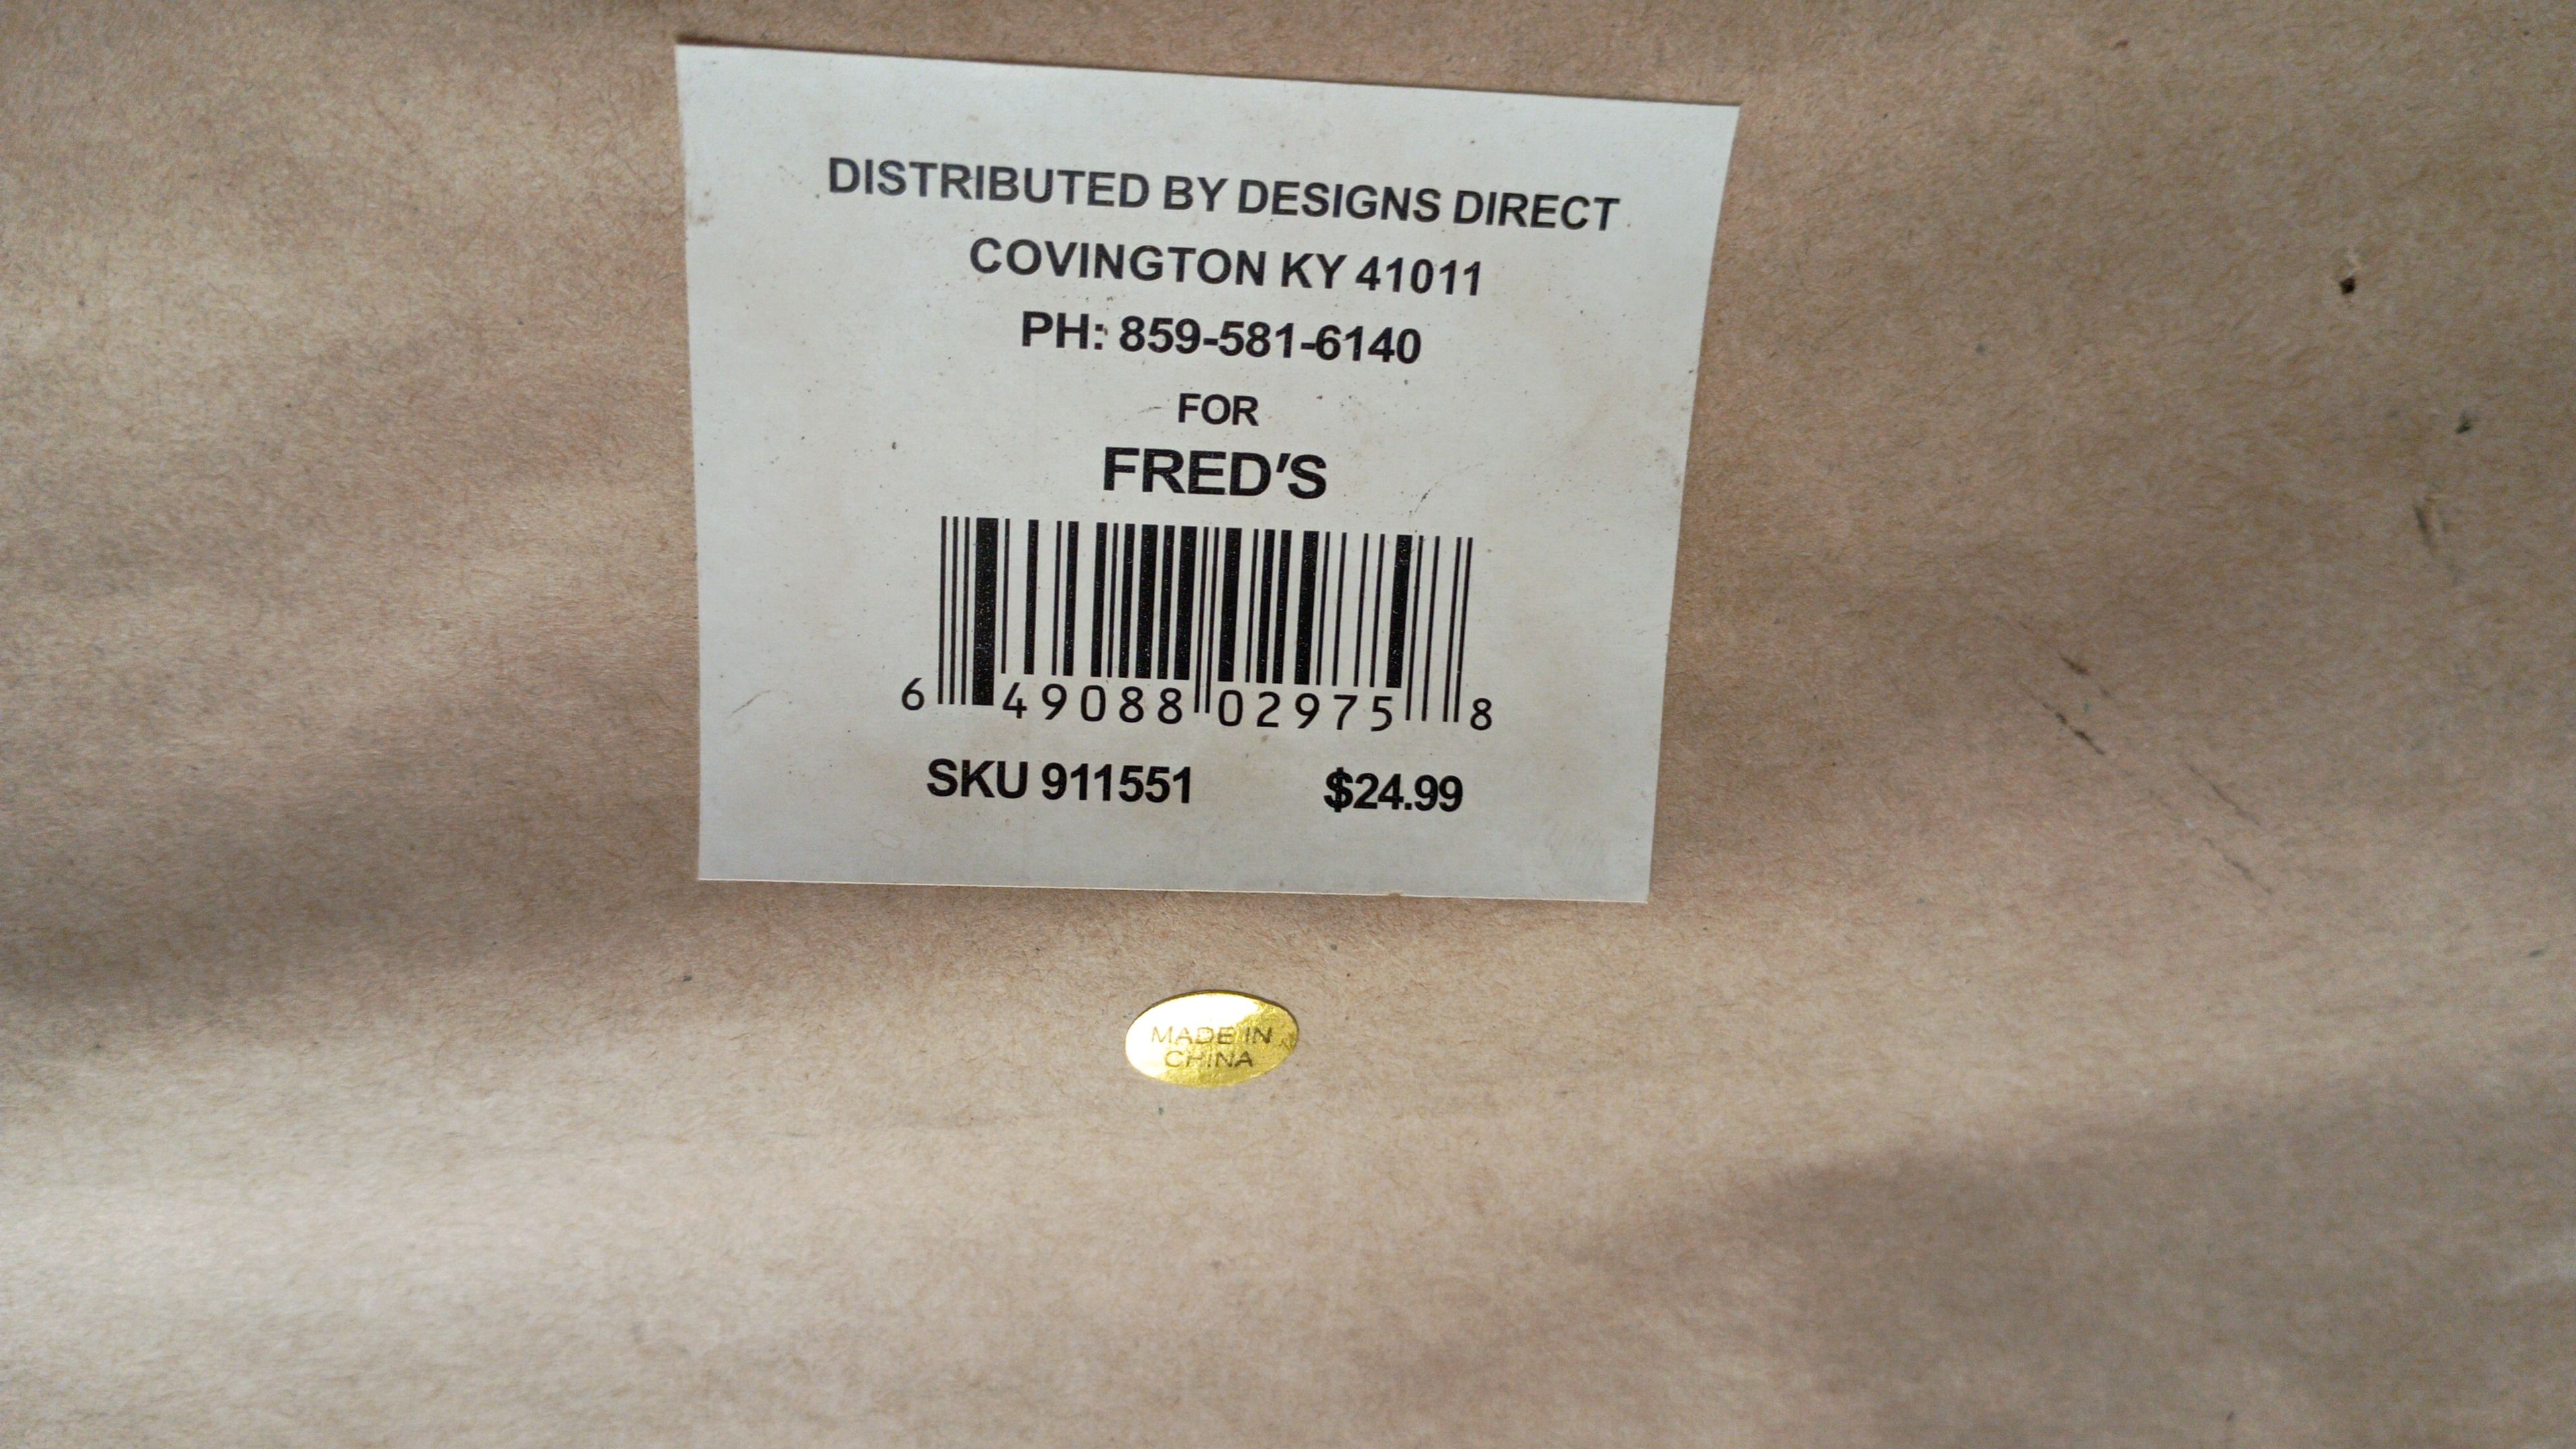 DISTRIBUTED BY DESIGNS DIRECT
COVINGTON KY 41011
PH: 859-581-6140
FOR
FRED'S
6 49088 02975 8
SKU 911551 $24.99
MADE IN
CHINA